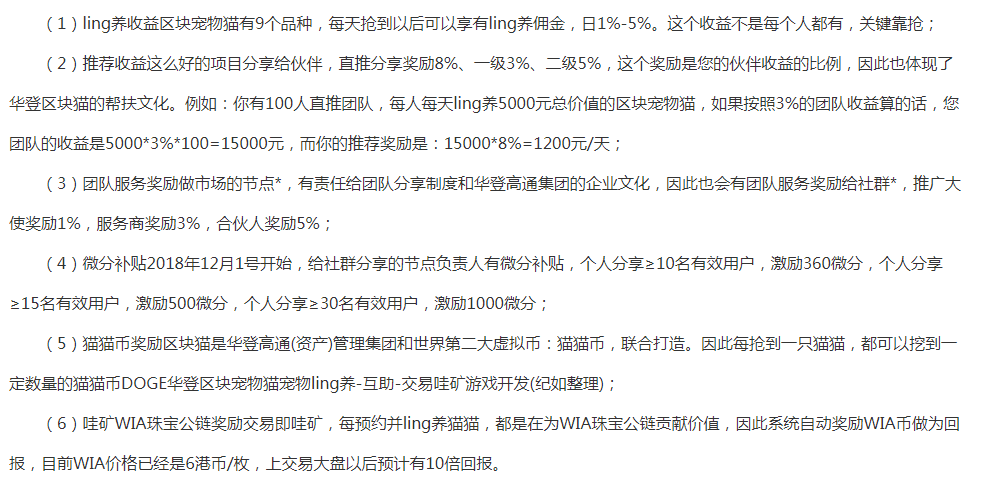 （1）ling养收益区块宠物猫有9个品种，每天抢到以后可以享有ling养佣金，日1%-5%。这个收益不是每个人都有，关键靠抢；
（2）推荐收益这么好的项目分享给伙伴，直推分享奖励8%、一级3%、二级5%，这个奖励是您的伙伴收益的比例，因此也体现了
华登区块猫的帮扶文化。例如：你有100人直推团队，每人每天ling养5000元总价值的区块宠物猫，如果按照3%的团队收益算的话，您
团队的收益是5000*3%*100=15000元，而你的推荐奖励是：15000*8%=1200元/天；
（3）团队服务奖励做市场的节点*，有责任给团队分享制度和华登高通集团的企业文化，因此也会有团队服务奖励给社群*，推广大
使奖励1%，服务商奖励3%，合伙人奖励5%；
（4）微分补贴2018年12月1号开始，给社群分享的节点负责人有微分补贴，个人分享≥10名有效用户，激励360微分，个人分享
≥15名有效用户，激励500微分，个人分享≥30名有效用户，激励1000微分；
（5）猫猫币奖励区块猫是华登高通(资产)管理集团和世界第二大虚拟币：猫猫币，联合打造。因此每抢到一只猫猫，都可以挖到一
定数量的猫猫币DOGE华登区块宠物猫宠物ling养-互助-交易哇矿游戏开发(纪如整理)；
（6）哇矿WIA珠宝公链奖励交易即哇矿，每预约并ling养猫猫，都是在为WIA珠宝公链贡献价值，因此系统自动奖励WIA币做为回
报，目前WIA价格已经是6港币/枚，上交易大盘以后预计有10倍回报。